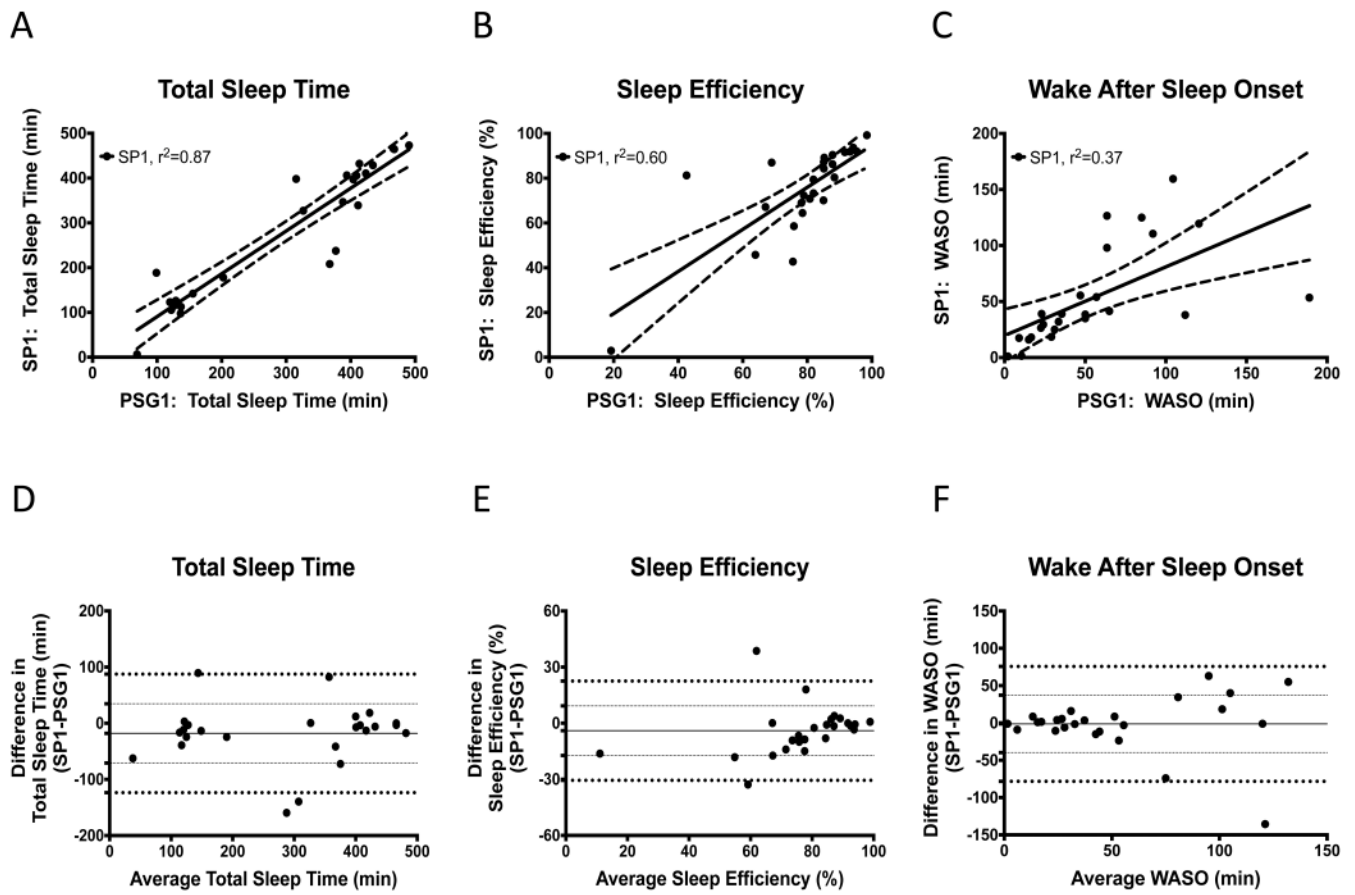 A
Total Sleep Time
SP1: Total Sleep Time (min)
500
400
300
200
100
0
SP1, r²=0.87
0 100 200 300 400 500
PSG1: Total Sleep Time (min)
B
Sleep Efficiency
SP1: Sleep Efficiency (%)
100
80
60
40
20
0
SP1, r²=0.60
0 20 40 60 80 100
PSG1: Sleep Efficiency (%)
C
Wake After Sleep Onset
SP1: WASO (min)
200
150
100
50
0
SP1, r²=0.37
0 50 100 150 200
PSG1: WASO (min)
D
Total Sleep Time
Difference in
Total Sleep Time (min)
(SP1-PSG1)
200
100
0
-100
-200
0 100 200 300 400 500
Average Total Sleep Time (min)
E
Sleep Efficiency
Difference in
Sleep Efficiency (%)
(SP1-PSG1)
60
30
0
-30
-60
0 20 40 60 80 100
Average Sleep Efficiency (%)
F
Wake After Sleep Onset
Difference in WASO (min)
(SP1-PSG1)
150
100
50
0
-50
-100
-150
0 50 100 150
Average WASO (min)